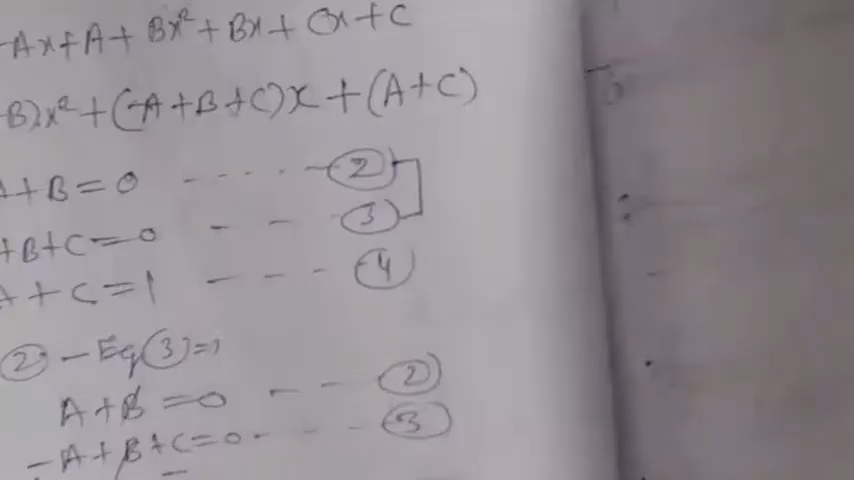 -Ax+A+Bx²+Bx+Cx+C
B)x²+(-A+B+C)x+(A+C)
A+B=0 ----- ②
+B+C=0 - - ③
A+C=1 ---- ④
② - Eq ③ ⇒
A+B=0 --- ②
-A+B+C=0 --- ③